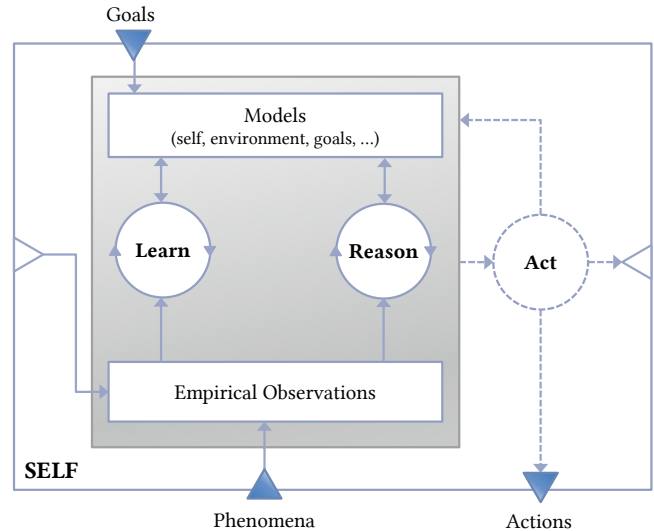 Goals
Models
(self, environment, goals, ...)
Learn
Reason
Act
Empirical Observations
SELF
Phenomena
Actions